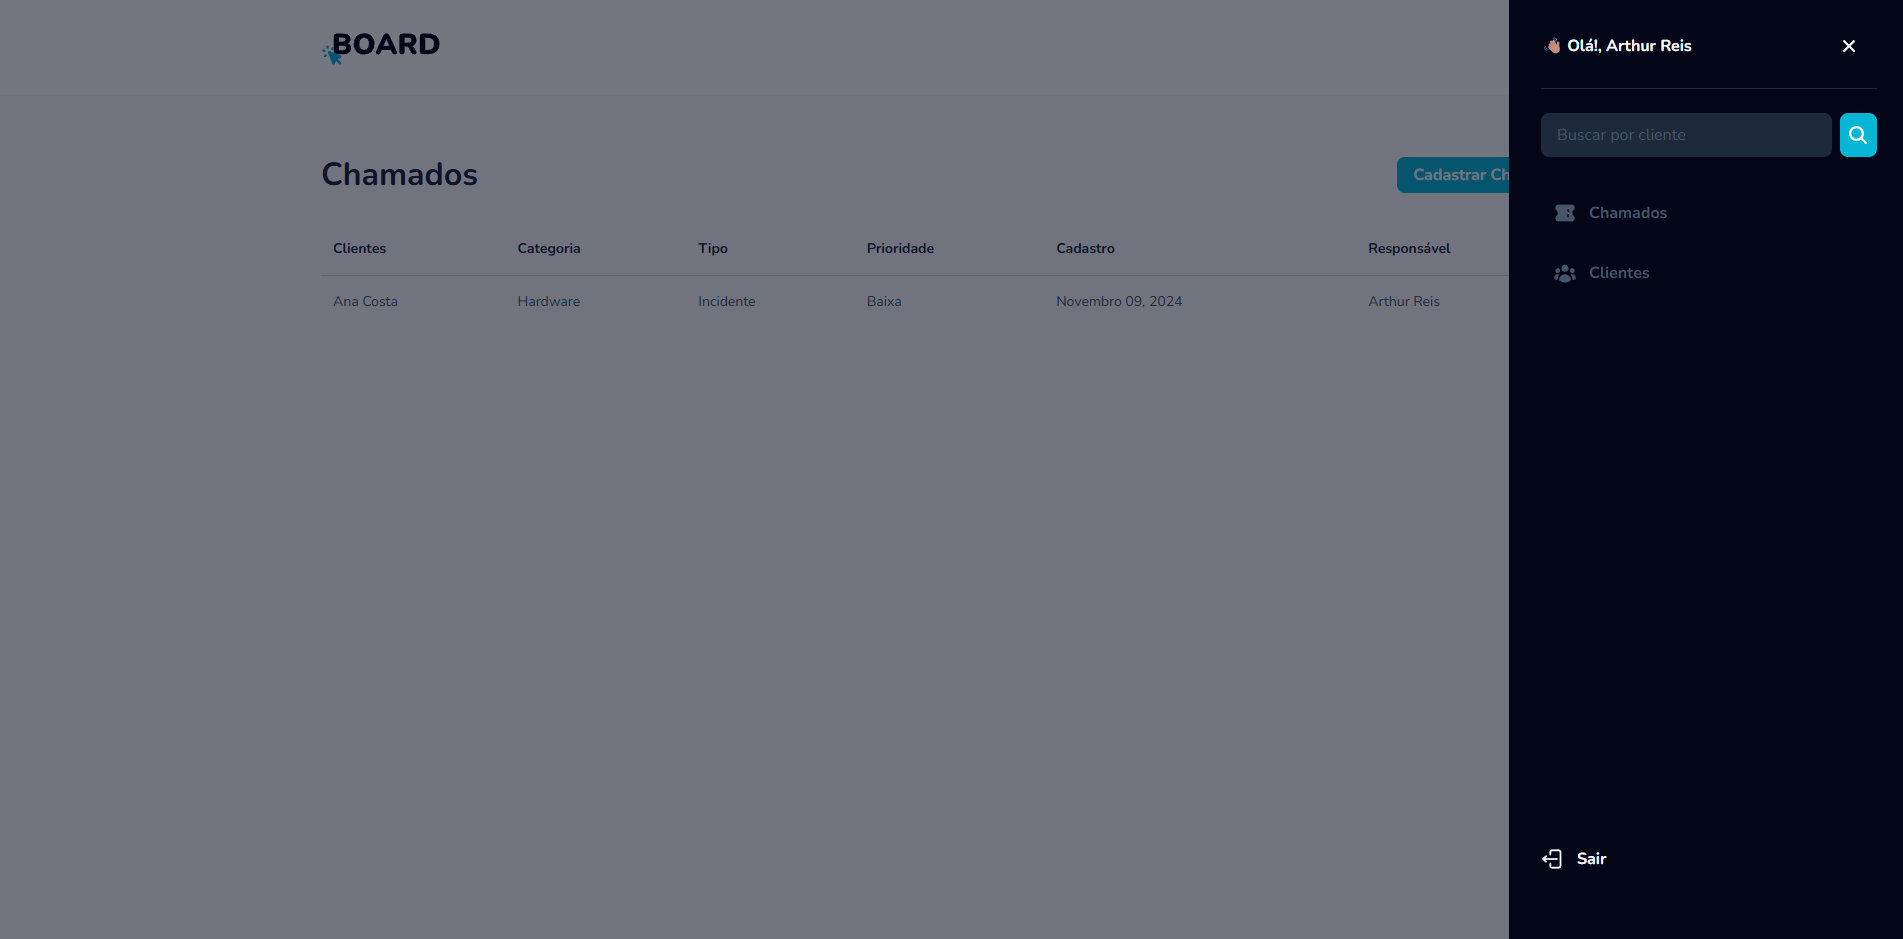 BOARD
Chamados
Cadastrar Ch
Clientes Categoria Tipo Prioridade Cadastro Responsável
Ana Costa Hardware Incidente Baixa Novembro 09, 2024 Arthur Reis
👋🏽 Olá!, Arthur Reis
Buscar por cliente
Chamados
Clientes
Sair